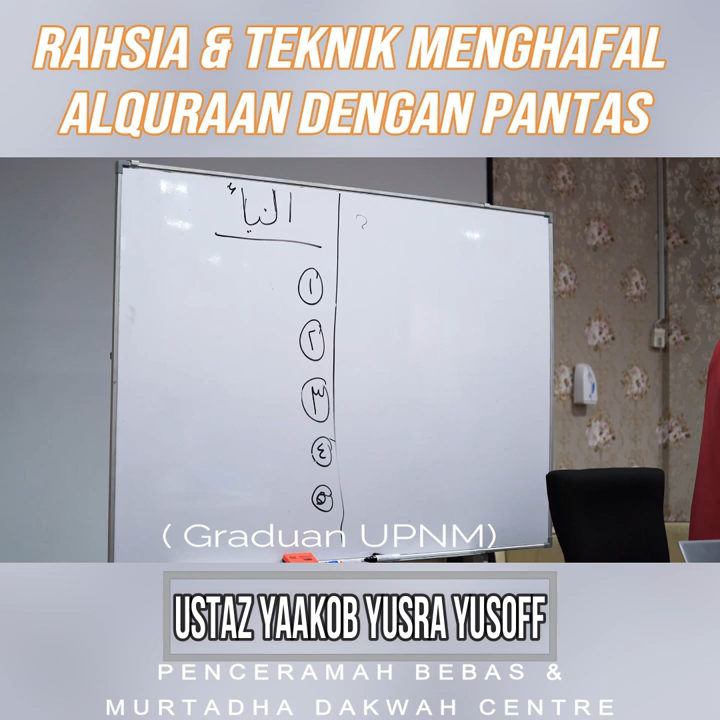 RAHSIA & TEKNIK MENGHAFAL
ALQURAAN DENGAN PANTAS
النبأ
١
٢
٣
٤
٥
( Graduan UPNM)
USTAZ YAAKOB YUSRA YUSOFF
PENCERAMAH BEBAS &
MURTADHA DAKWAH CENTRE